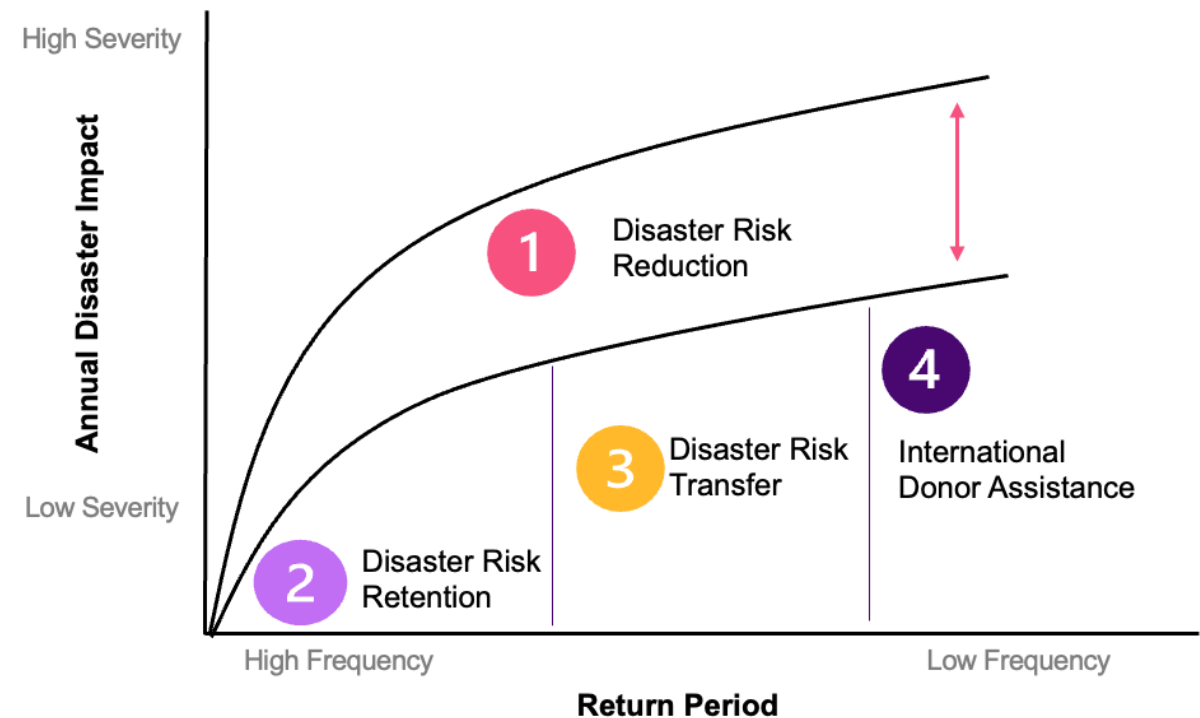 High Severity
Annual Disaster Impact
1
Disaster Risk
Reduction
4
3
Disaster Risk
Transfer
International
Donor Assistance
Low Severity
2
Disaster Risk
Retention
High Frequency
Low Frequency
Return Period